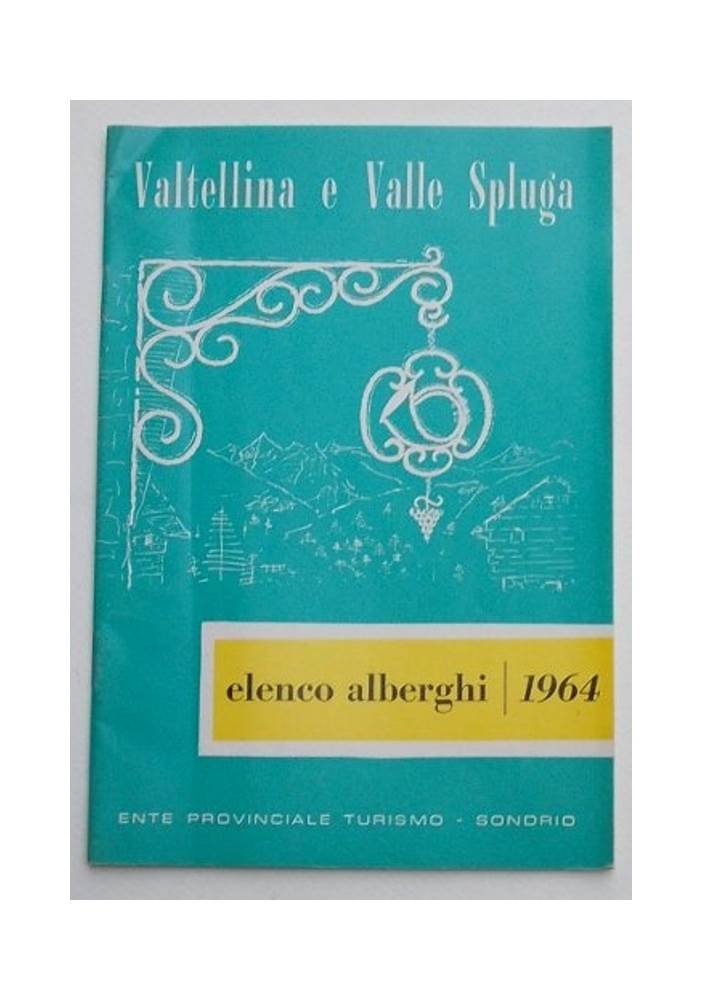 Valtellina e Valle Spluga
elenco alberghi | 1964
ENTE PROVINCIALE TURISMO - SONDRIO